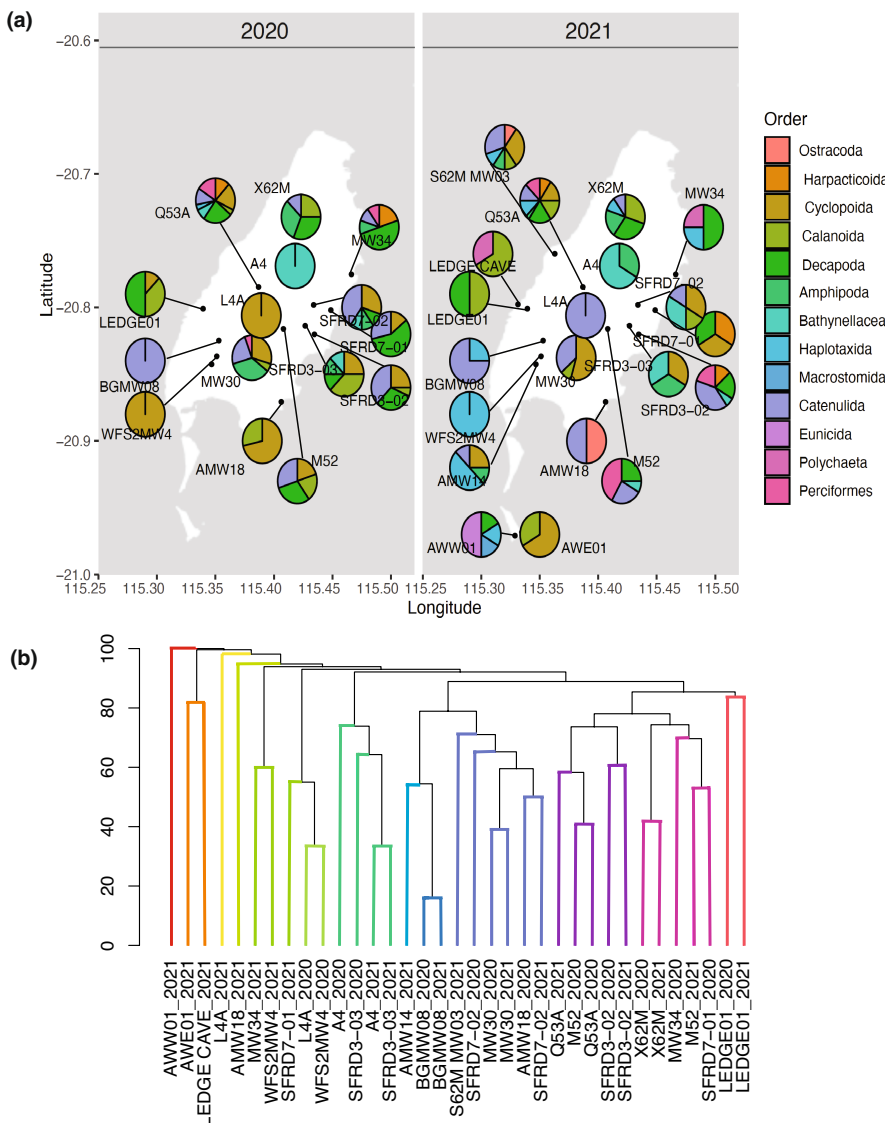 (a)
2020
2021
−20.6
−20.7
−20.8
−20.9
−21.0
Latitude
Q53A
X62M
MW34
A4
L4A
LEDGE01
SFRD7−02
SFRD7−01
BGMW08
MW30
SFRD3−03
SFRD3−02
WFS2MW4
AMW18
M52
S62M MW03
Q53A
X62M
MW34
LEDGE CAVE
A4
SFRD7−02
L4A
LEDGE01
SFRD7−01
BGMW08
MW30
SFRD3−03
SFRD3−02
WFS2MW4
AMW14
AMW18
M52
AWW01
AWE01
115.25 115.30 115.35 115.40 115.45 115.50
115.25 115.30 115.35 115.40 115.45 115.50
Longitude
Order
Ostracoda
Harpacticoida
Cyclopoida
Calanoida
Decapoda
Amphipoda
Bathynellacea
Haplotaxida
Macrostomida
Catenulida
Eunicida
Polychaeta
Perciformes
(b)
100
80
60
40
20
0
AWW01_2021
AWE01_2021
LEDGE CAVE_2021
L4A_2021
AMW18_2021
MW34_2021
WFS2MW4_2021
SFRD7−01_2021
L4A_2020
WFS2MW4_2020
A4_2020
SFRD3−03_2020
A4_2021
SFRD3−03_2021
AMW14_2021
BGMW08_2020
BGMW08_2021
S62M MW03_2021
SFRD7−02_2020
MW30_2020
MW30_2021
AMW18_2020
SFRD7−02_2021
Q53A_2021
M52_2020
Q53A_2020
SFRD3−02_2020
SFRD3−02_2021
X62M_2020
X62M_2021
MW34_2020
M52_2021
SFRD7−01_2020
LEDGE01_2020
LEDGE01_2021